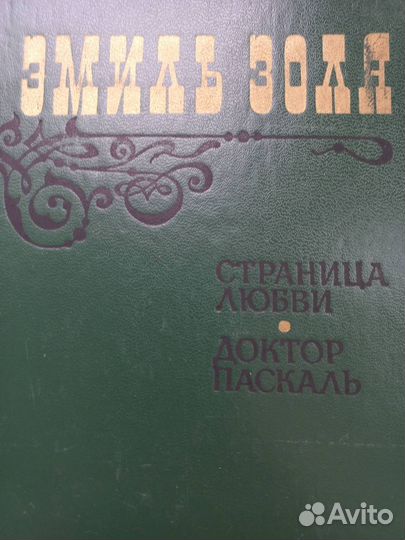 ЭМИЛЬ ЗОЛЯ
СТРАНИЦА
ЛЮБВИ
ДОКТОР
ПАСКАЛЬ
Avito